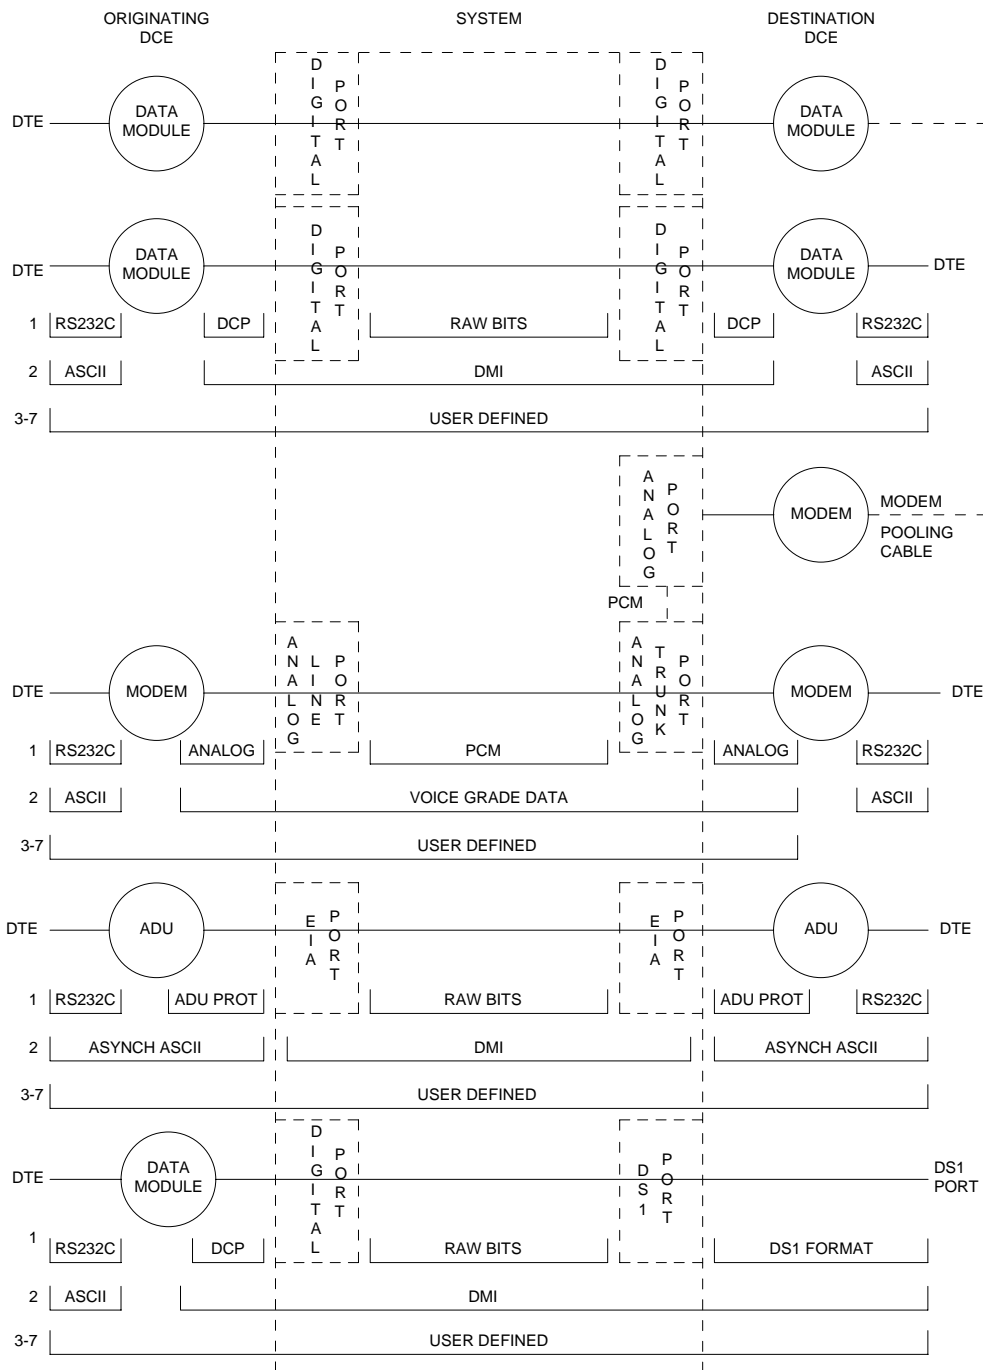 ORIGINATING DCE
SYSTEM
DESTINATION DCE
DTE
DATA MODULE
DIGITAL PORT
DIGITAL PORT
DATA MODULE
DTE
DATA MODULE
DIGITAL PORT
DIGITAL PORT
DATA MODULE
DTE
1 RS232C DCP RAW BITS DCP RS232C
2 ASCII DMI ASCII
3-7 USER DEFINED
ANALOG PORT
MODEM
MODEM
POOLING CABLE
PCM
DTE
MODEM
ANALOG LINE PORT
ANALOG TRUNK PORT
MODEM
DTE
1 RS232C ANALOG PCM ANALOG RS232C
2 ASCII VOICE GRADE DATA ASCII
3-7 USER DEFINED
DTE
ADU
EIA PORT
EIA PORT
ADU
DTE
1 RS232C ADU PROT RAW BITS ADU PROT RS232C
2 ASYNCH ASCII DMI ASYNCH ASCII
3-7 USER DEFINED
DTE
DATA MODULE
DIGITAL PORT
DS1 PORT
DS1 PORT
1 RS232C DCP RAW BITS DS1 FORMAT
2 ASCII DMI
3-7 USER DEFINED